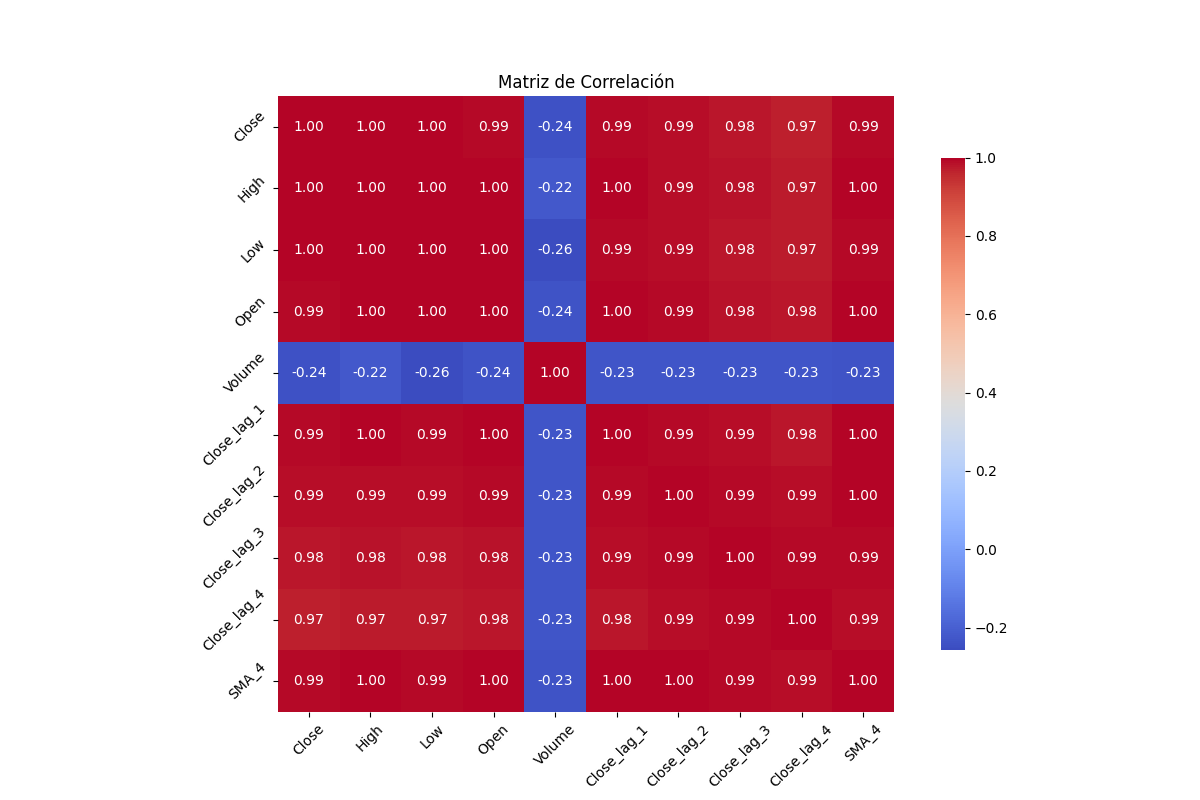 Matriz de Correlación
Close 1.00 1.00 1.00 0.99 -0.24 0.99 0.99 0.98 0.97 0.99
High 1.00 1.00 1.00 1.00 -0.22 1.00 0.99 0.98 0.97 1.00
Low 1.00 1.00 1.00 1.00 -0.26 0.99 0.99 0.98 0.97 0.99
Open 0.99 1.00 1.00 1.00 -0.24 1.00 0.99 0.98 0.98 1.00
Volume -0.24 -0.22 -0.26 -0.24 1.00 -0.23 -0.23 -0.23 -0.23 -0.23
Close_lag_1 0.99 1.00 0.99 1.00 -0.23 1.00 0.99 0.99 0.98 1.00
Close_lag_2 0.99 0.99 0.99 0.99 -0.23 0.99 1.00 0.99 0.99 1.00
Close_lag_3 0.98 0.98 0.98 0.98 -0.23 0.99 0.99 1.00 0.99 0.99
Close_lag_4 0.97 0.97 0.97 0.98 -0.23 0.98 0.99 0.99 1.00 0.99
SMA_4 0.99 1.00 0.99 1.00 -0.23 1.00 1.00 0.99 0.99 1.00
Close High Low Open Volume Close_lag_1 Close_lag_2 Close_lag_3 Close_lag_4 SMA_4
1.0
0.8
0.6
0.4
0.2
0.0
−0.2